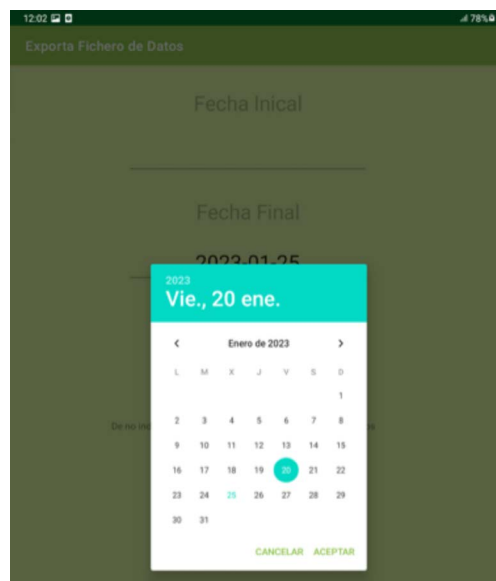 12:02 78%
Exporta Fichero de Datos
Fecha Inical
Fecha Final
2023-01-25
2023
Vie., 20 ene.
Enero de 2023
L M X J V S D
1
2 3 4 5 6 7 8
De no
9 10 11 12 13 14 15
16 17 18 19 20 21 22
23 24 25 26 27 28 29
30 31
CANCELAR ACEPTAR